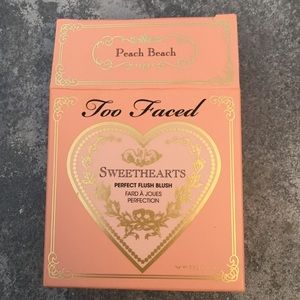 Peach Beach
Too Faced
SWEETHEARTS
PERFECT FLUSH BLUSH
FARD À JOUES
PERFECTION